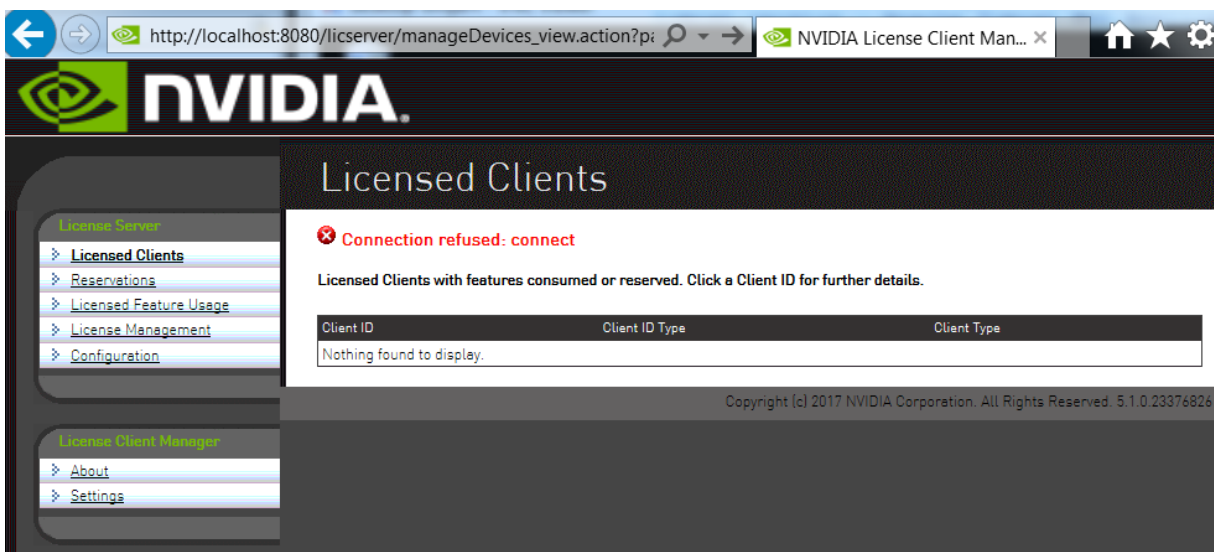 http://localhost:8080/licserver/manageDevices_view.action?pa
NVIDIA License Client Man...
NVIDIA.
Licensed Clients
License Server
Licensed Clients
Reservations
Licensed Feature Usage
License Management
Configuration
Connection refused: connect
Licensed Clients with features consumed or reserved. Click a Client ID for further details.
Client ID Client ID Type Client Type
Nothing found to display.
Copyright (c) 2017 NVIDIA Corporation. All Rights Reserved. 5.1.0.23376826
License Client Manager
About
Settings